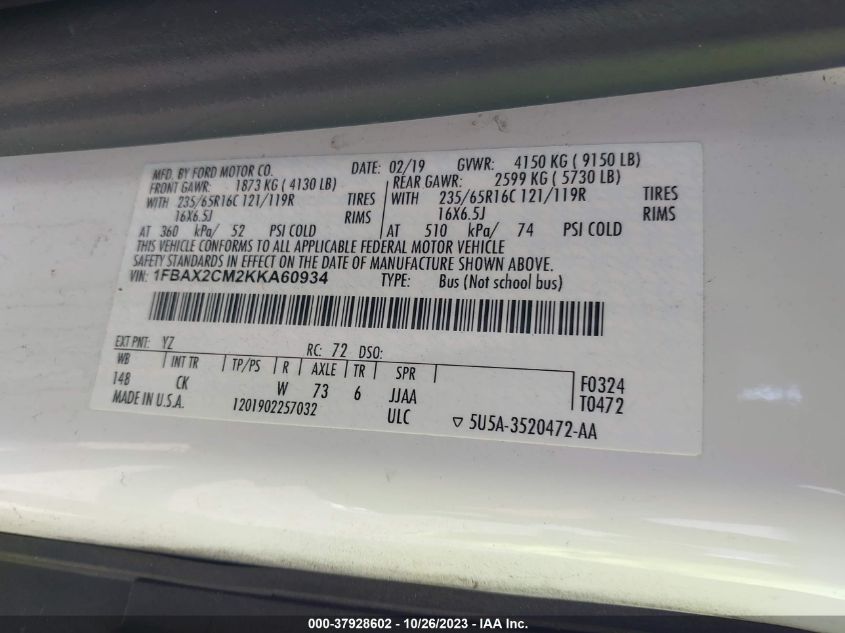 MFD. BY FORD MOTOR CO. DATE: 02/19 GVWR: 4150 KG ( 9150 LB)
FRONT GAWR: 1873 KG ( 4130 LB) REAR GAWR: 2599 KG ( 5730 LB)
WITH 235/65R16C 121/119R TIRES WITH 235/65R16C 121/119R TIRES
16X6.5J RIMS 16X6.5J RIMS
AT 360 kPa/ 52 PSI COLD AT 510 kPa/ 74 PSI COLD
THIS VEHICLE CONFORMS TO ALL APPLICABLE FEDERAL MOTOR VEHICLE
SAFETY STANDARDS IN EFFECT ON THE DATE OF MANUFACTURE SHOWN ABOVE.
VIN: 1FBAX2CM2KKA60934 TYPE: Bus (Not school bus)
EXT PNT: YZ RC: 72 DSO:
WB INT TR TP/PS R AXLE TR SPR
148 CK W 73 6 JJAA F0324
MADE IN U.S.A. 1201902257032 ULC T0472
▽ 5U5A-3520472-AA
000-37928602 - 10/26/2023 - IAA Inc.